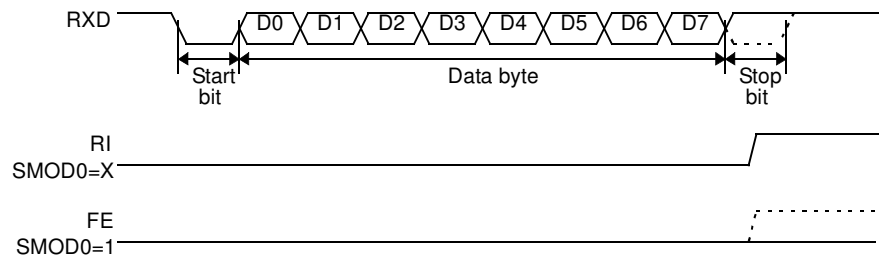 RXD D0 D1 D2 D3 D4 D5 D6 D7
Start Data byte Stop
bit bit
RI
SMOD0=X
FE
SMOD0=1